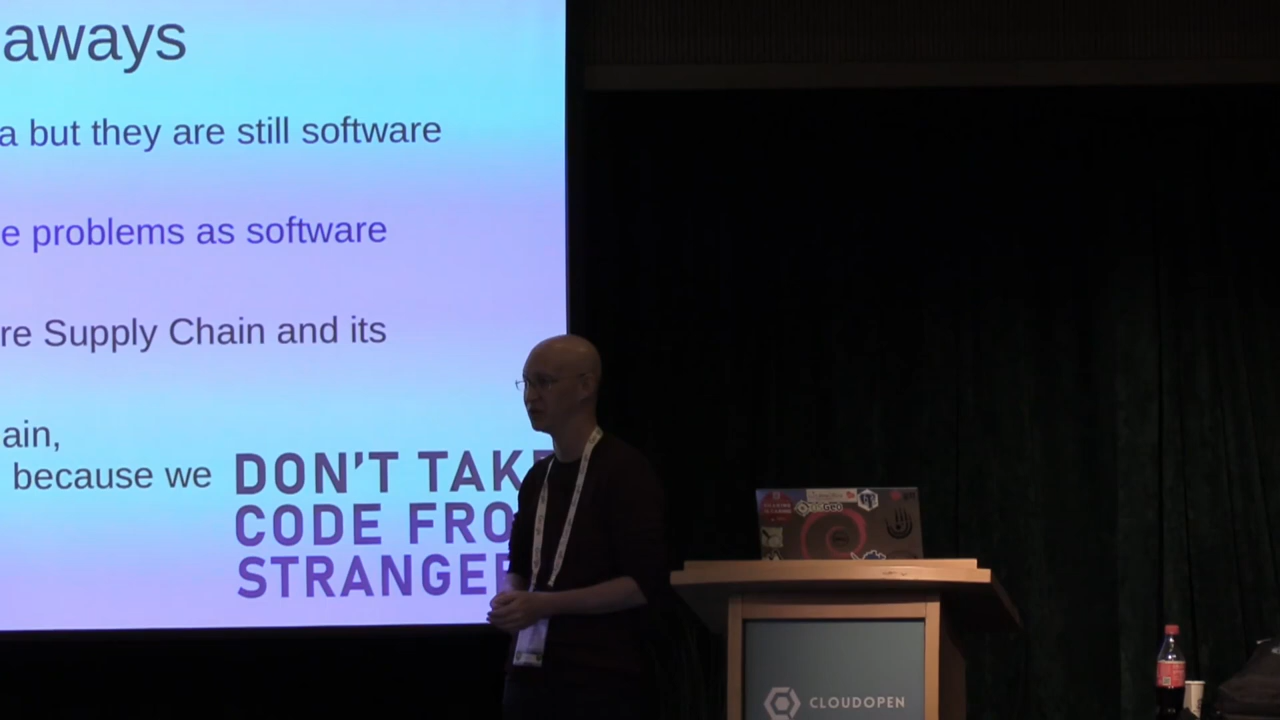 aways
a but they are still software
e problems as software
re Supply Chain and its
ain,
because we
DON'T TAKE
CODE FRO
STRANGE
OSGeo
CLOUDOPEN